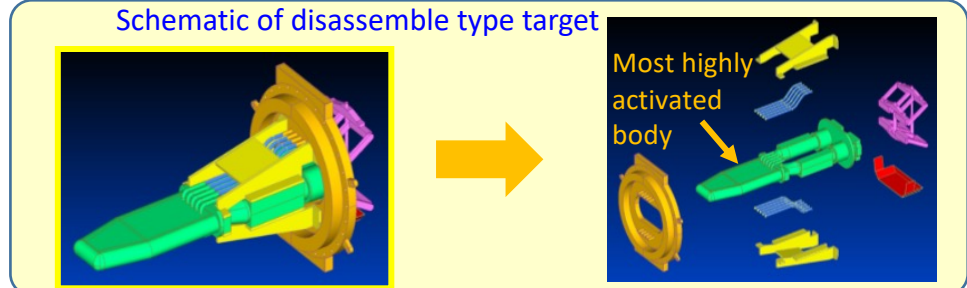 Schematic of disassemble type target
Most highly
activated
body